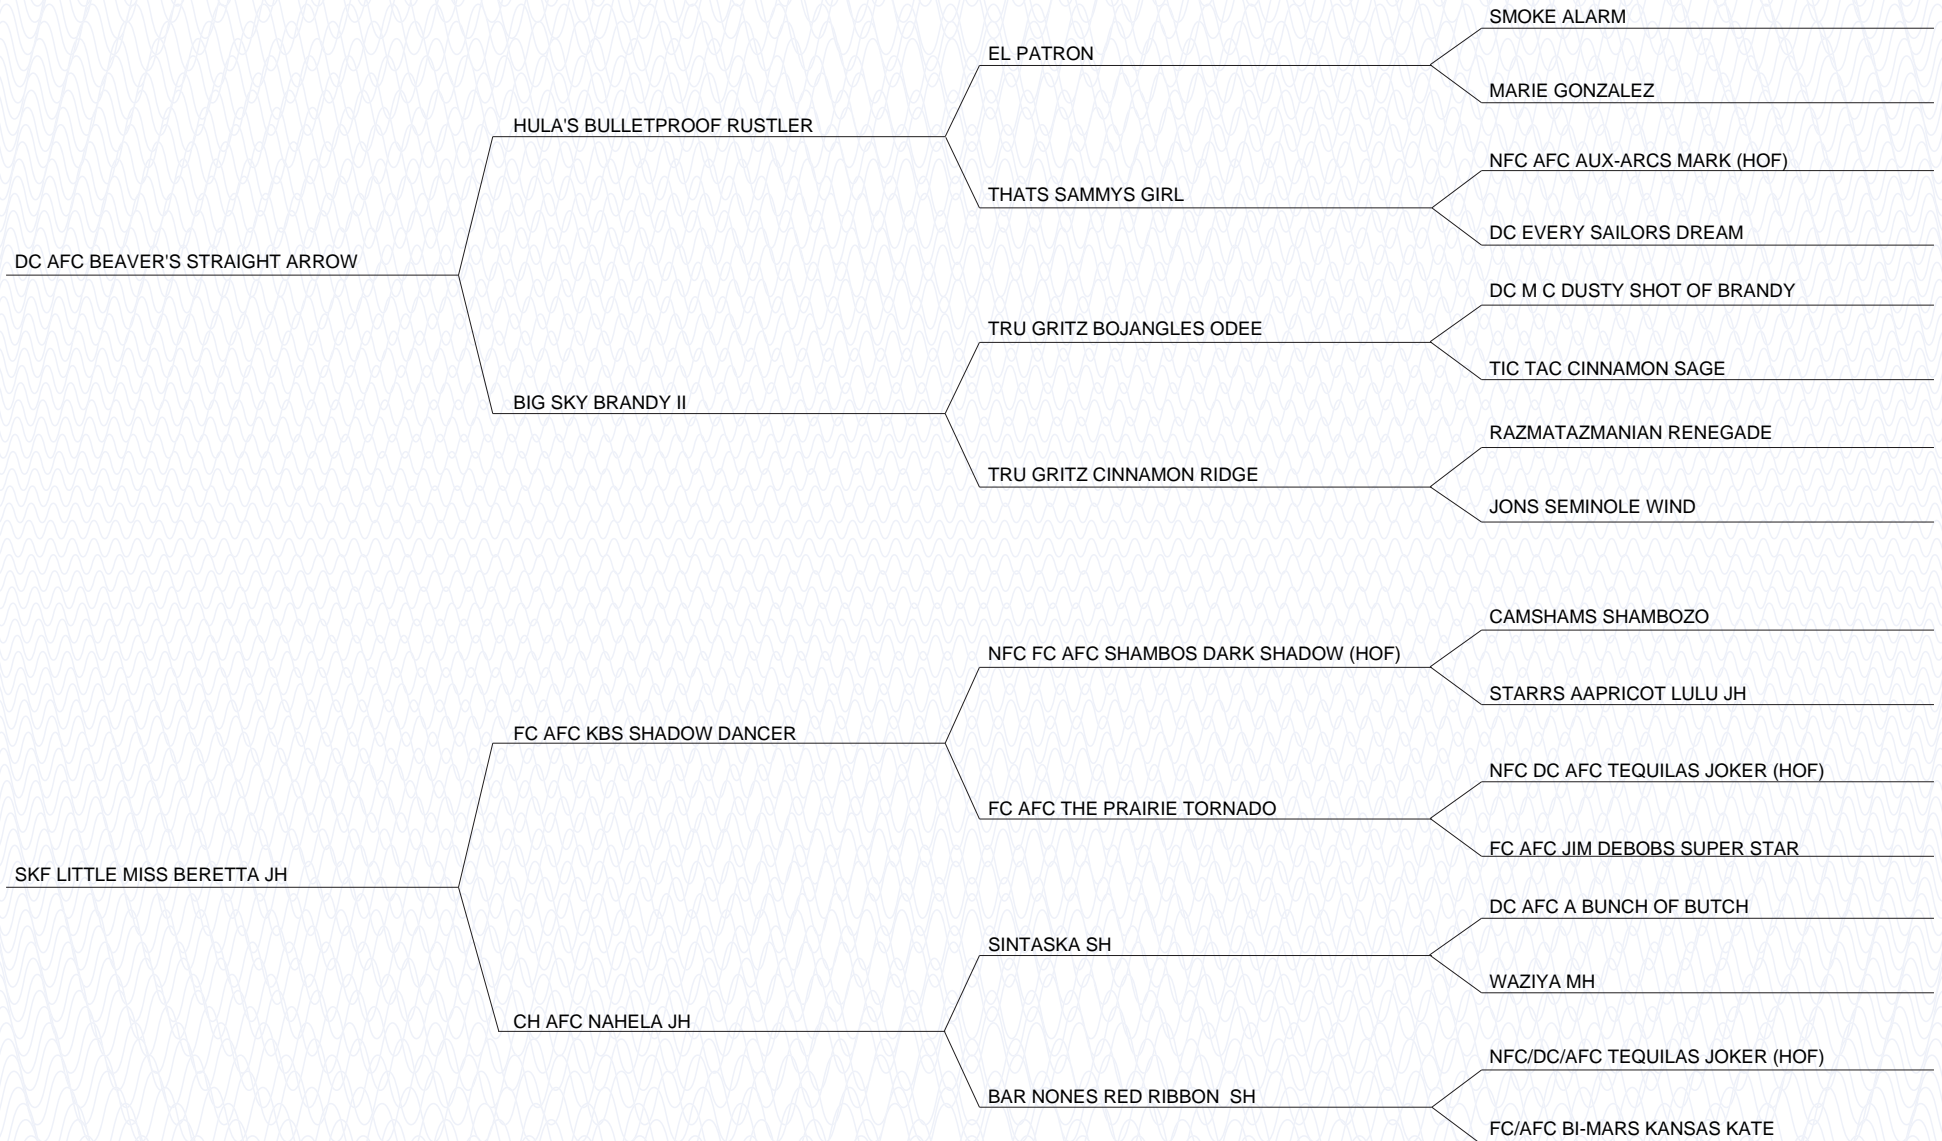 SMOKE ALARM
EL PATRON
MARIE GONZALEZ
HULA'S BULLETPROOF RUSTLER
NFC AFC AUX-ARCS MARK (HOF)
THATS SAMMYS GIRL
DC EVERY SAILORS DREAM
DC AFC BEAVER'S STRAIGHT ARROW
DC M C DUSTY SHOT OF BRANDY
TRU GRITZ BOJANGLES ODEE
TIC TAC CINNAMON SAGE
BIG SKY BRANDY II
RAZMATAZMANIAN RENEGADE
TRU GRITZ CINNAMON RIDGE
JONS SEMINOLE WIND
CAMSHAMS SHAMBOZO
NFC FC AFC SHAMBOS DARK SHADOW (HOF)
STARRS AAPRICOT LULU JH
FC AFC KBS SHADOW DANCER
NFC DC AFC TEQUILAS JOKER (HOF)
FC AFC THE PRAIRIE TORNADO
FC AFC JIM DEBOBS SUPER STAR
SKF LITTLE MISS BERETTA JH
DC AFC A BUNCH OF BUTCH
SINTASKA SH
WAZIYA MH
CH AFC NAHELA JH
NFC/DC/AFC TEQUILAS JOKER (HOF)
BAR NONES RED RIBBON  SH
FC/AFC BI-MARS KANSAS KATE